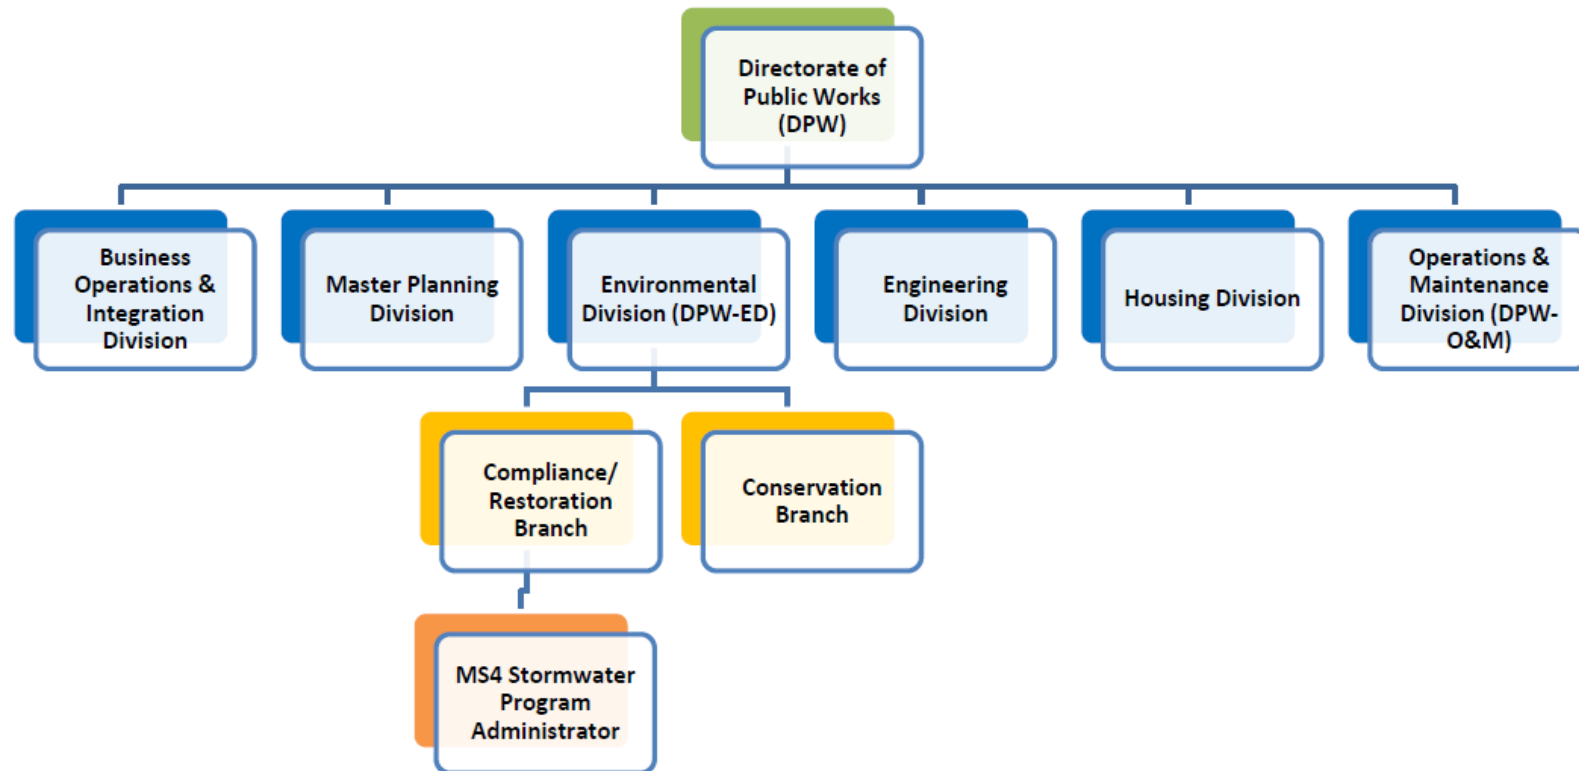 Directorate of
Public Works
(DPW)
Business
Operations &
Integration
Division
Master Planning
Division
Environmental
Division (DPW-ED)
Engineering
Division
Housing Division
Operations &
Maintenance
Division (DPW-
O&M)
Compliance/
Restoration
Branch
Conservation
Branch
MS4 Stormwater
Program
Administrator